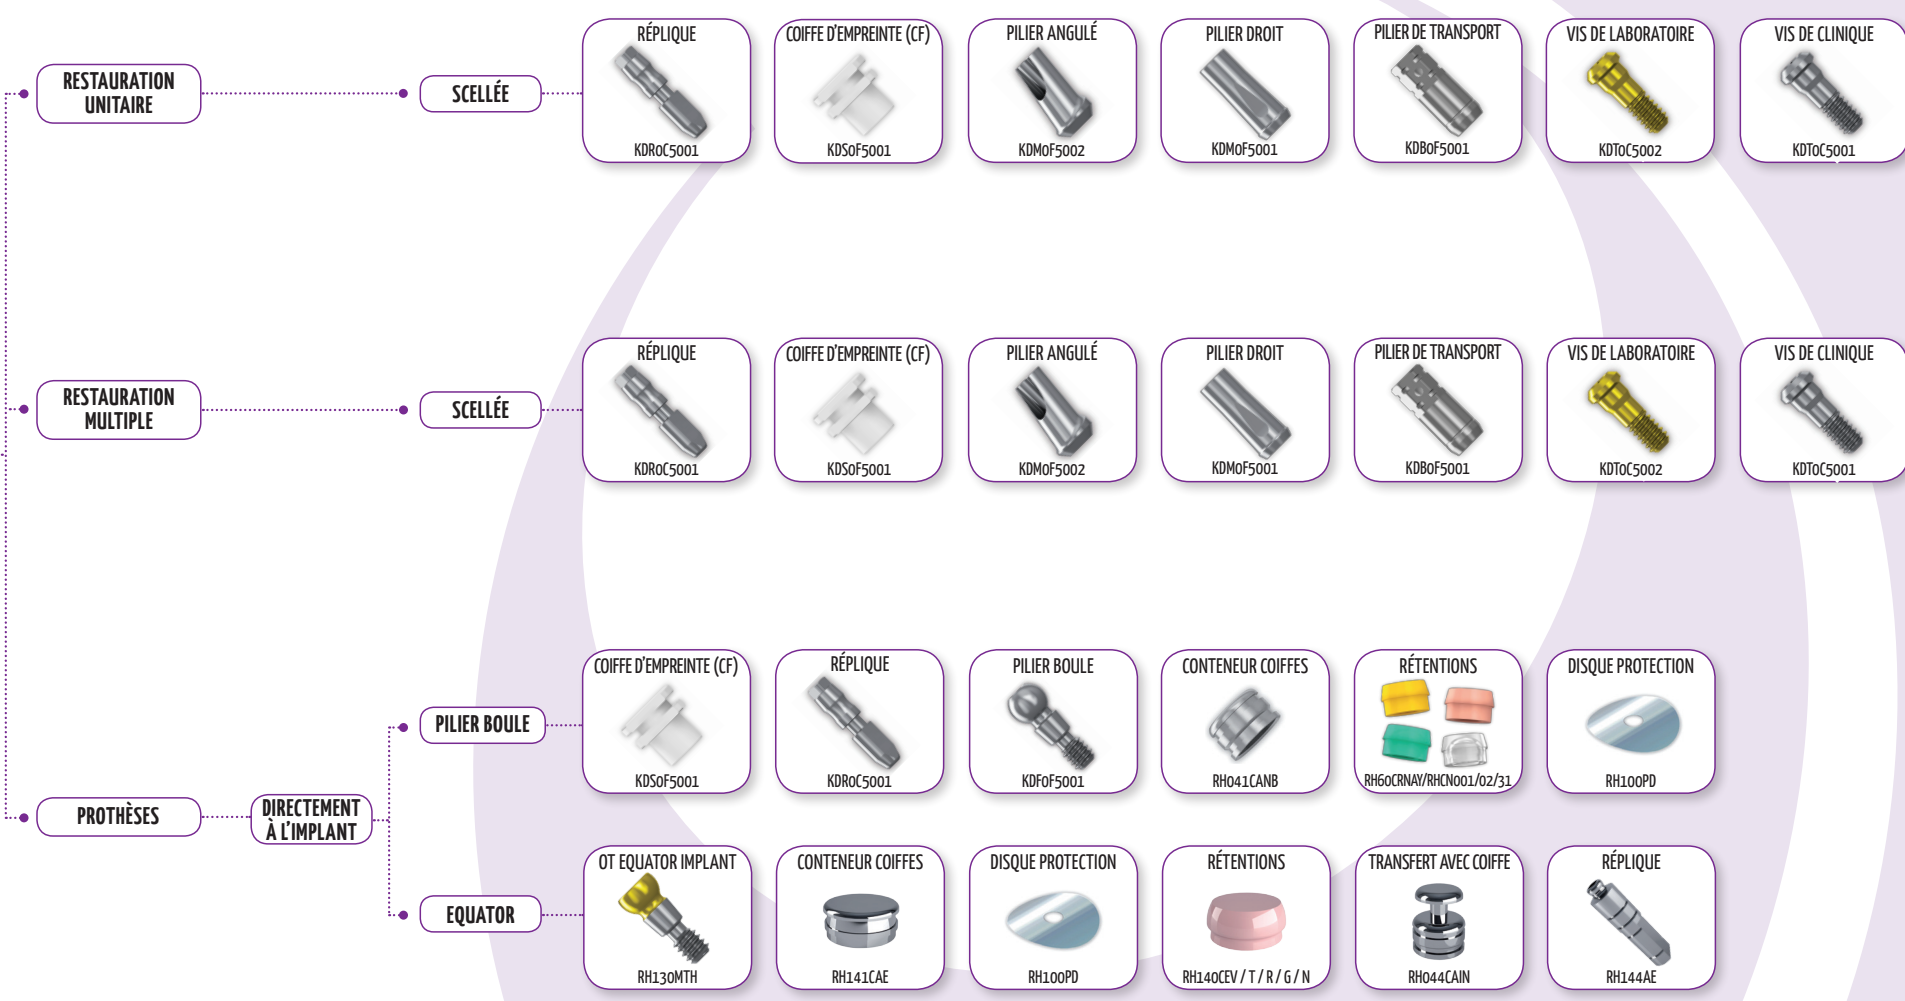 RESTAURATION
UNITAIRE
SCELLÉE
RÉPLIQUE
KDR0C5001
COIFFE D'EMPREINTE (CF)
KDS0F5001
PILIER ANGULÉ
KDM0F5002
PILIER DROIT
KDM0F5001
PILIER DE TRANSPORT
KDB0F5001
VIS DE LABORATOIRE
KDT0C5002
VIS DE CLINIQUE
KDT0C5001
RESTAURATION
MULTIPLE
SCELLÉE
RÉPLIQUE
KDR0C5001
COIFFE D'EMPREINTE (CF)
KDS0F5001
PILIER ANGULÉ
KDM0F5002
PILIER DROIT
KDM0F5001
PILIER DE TRANSPORT
KDB0F5001
VIS DE LABORATOIRE
KDT0C5002
VIS DE CLINIQUE
KDT0C5001
PROTHÈSES
DIRECTEMENT
À L'IMPLANT
PILIER BOULE
COIFFE D'EMPREINTE (CF)
KDS0F5001
RÉPLIQUE
KDR0C5001
PILIER BOULE
KDF0F5001
CONTENEUR COIFFES
RH041CANB
RÉTENTIONS
RH60CRNAY/RHCN001/02/31
DISQUE PROTECTION
RH100PD
EQUATOR
OT EQUATOR IMPLANT
RH130MTH
CONTENEUR COIFFES
RH141CAE
DISQUE PROTECTION
RH100PD
RÉTENTIONS
RH140CEV / T / R / G / N
TRANSFERT AVEC COIFFE
RH044CAIN
RÉPLIQUE
RH144AE